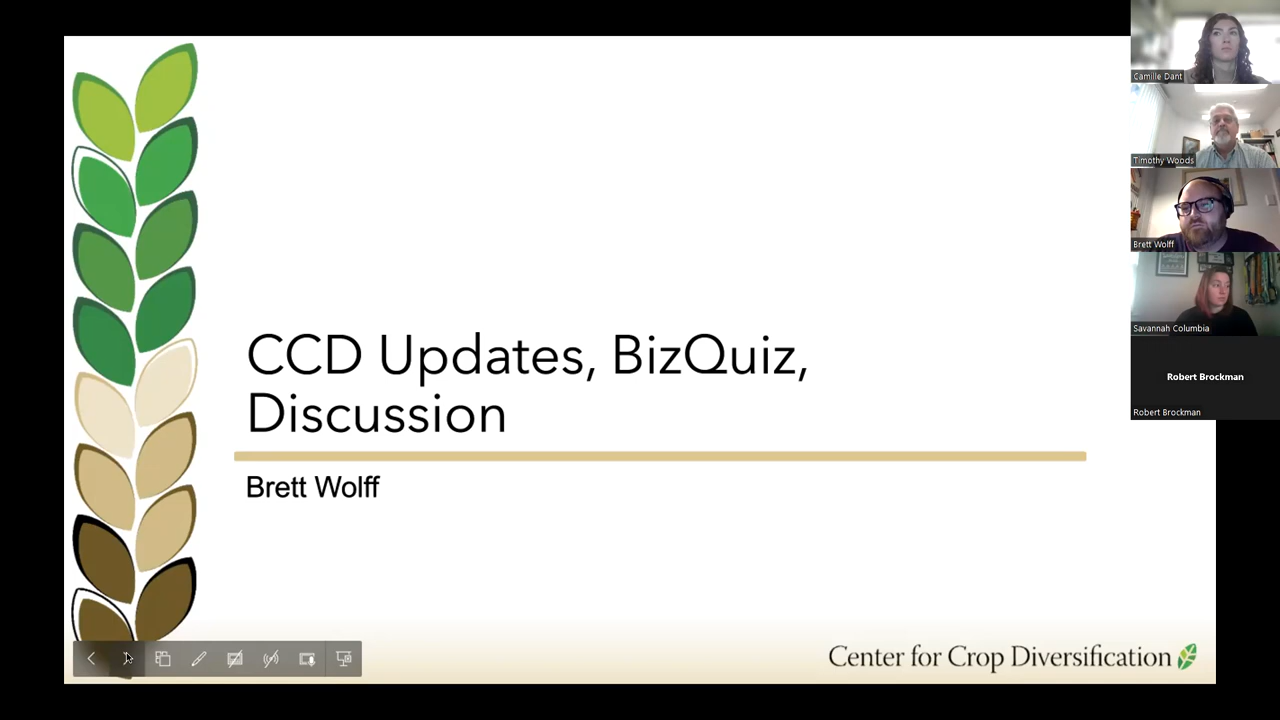 CCD Updates, BizQuiz,
Discussion
Brett Wolff
Center for Crop Diversification
Camille Dant
Timothy Woods
Brett Wolff
Savannah Columbia
Robert Brockman
Robert Brockman